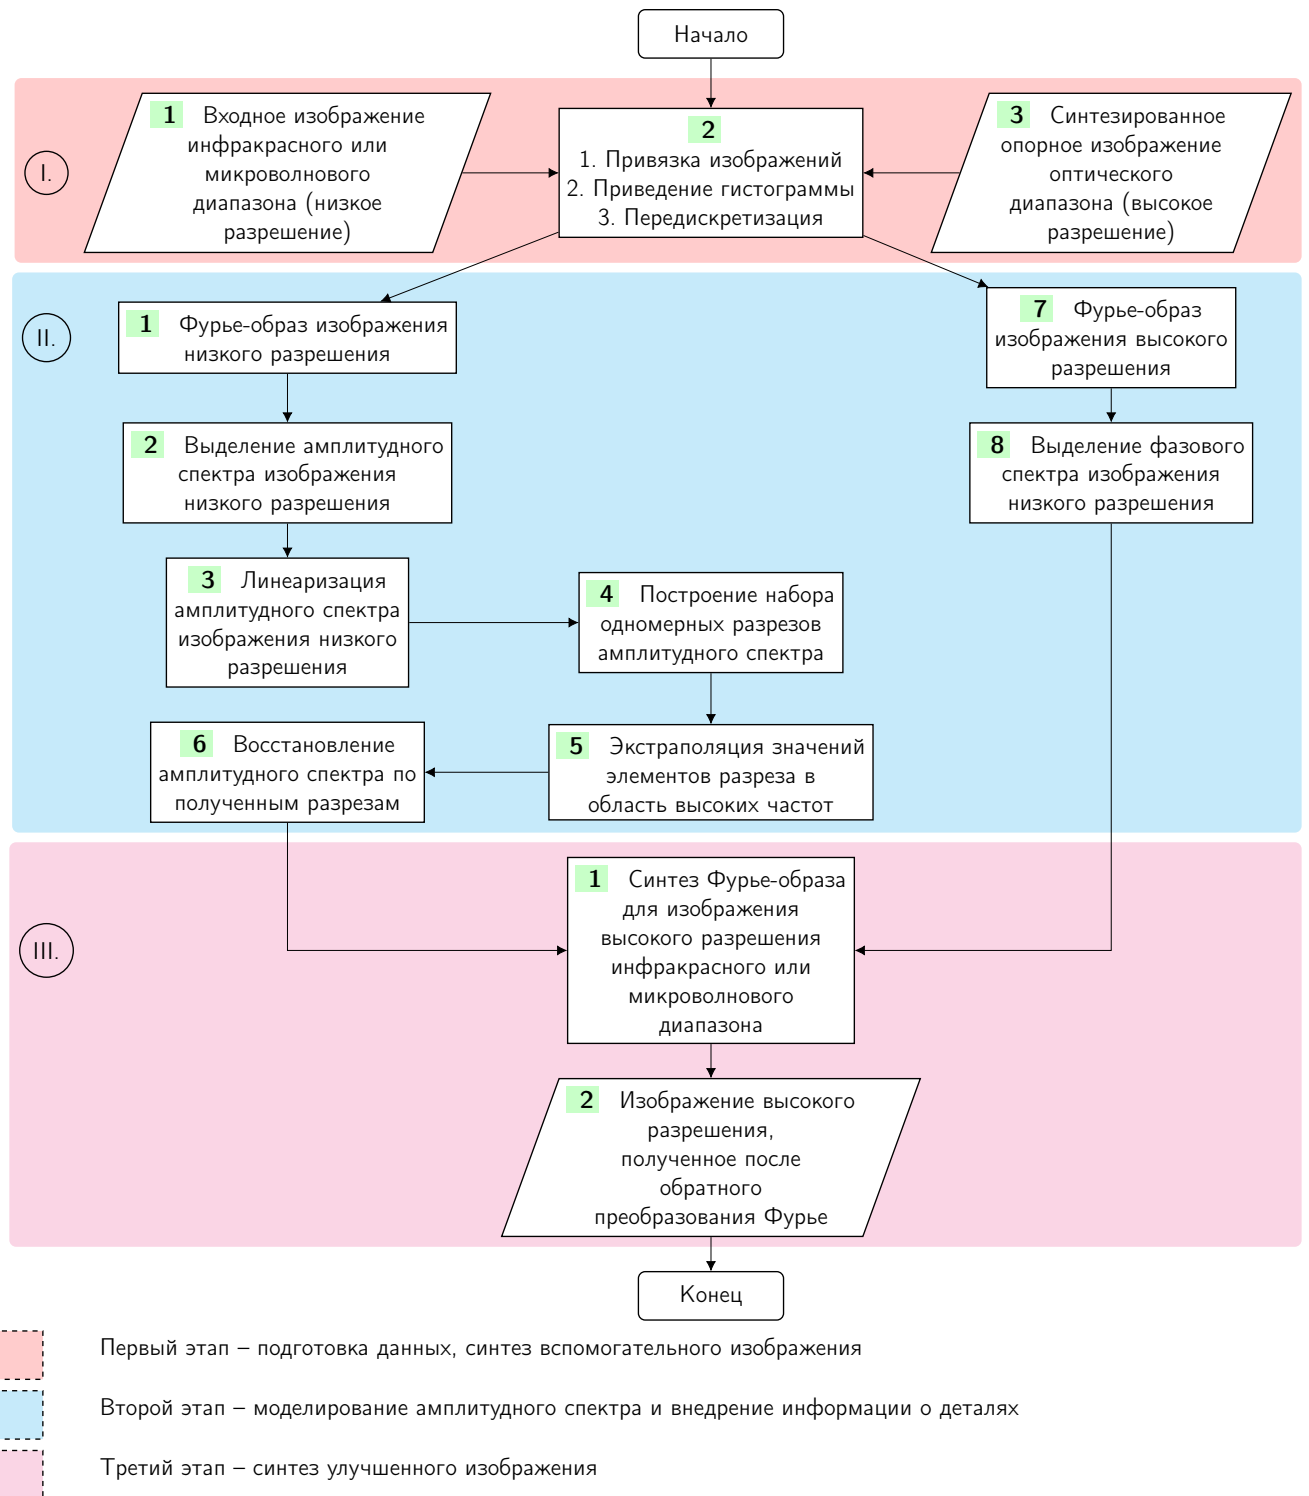 Начало
I.
1 Входное изображение
инфракрасного или
микроволнового
диапазона (низкое
разрешение)
2
1. Привязка изображений
2. Приведение гистограммы
3. Передискретизация
3 Синтезированное
опорное изображение
оптического
диапазона (высокое
разрешение)
II.
1 Фурье-образ изображения
низкого разрешения
7 Фурье-образ
изображения высокого
разрешения
2 Выделение амплитудного
спектра изображения
низкого разрешения
8 Выделение фазового
спектра изображения
низкого разрешения
3 Линеаризация
амплитудного спектра
изображения низкого
разрешения
4 Построение набора
одномерных разрезов
амплитудного спектра
6 Восстановление
амплитудного спектра по
полученным разрезам
5 Экстраполяция значений
элементов разреза в
область высоких частот
III.
1 Синтез Фурье-образа
для изображения
высокого разрешения
инфракрасного или
микроволнового
диапазона
2 Изображение высокого
разрешения,
полученное после
обратного
преобразования Фурье
Конец
Первый этап – подготовка данных, синтез вспомогательного изображения
Второй этап – моделирование амплитудного спектра и внедрение информации о деталях
Третий этап – синтез улучшенного изображения